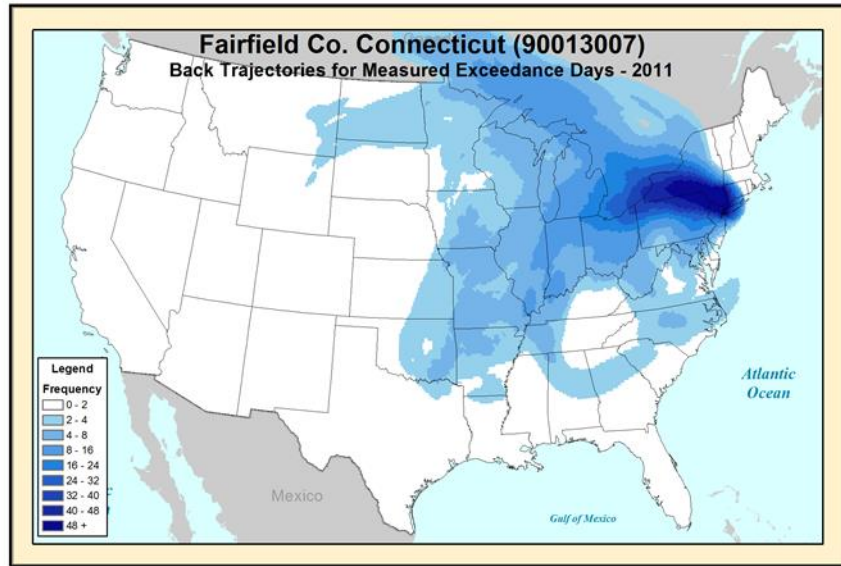 Fairfield Co. Connecticut (90013007)
Back Trajectories for Measured Exceedance Days - 2011
Legend
Frequency
0 - 2
2 - 4
4 - 8
8 - 16
16 - 24
24 - 32
32 - 40
40 - 48
48 +
Mexico
Gulf of Mexico
Atlantic
Ocean